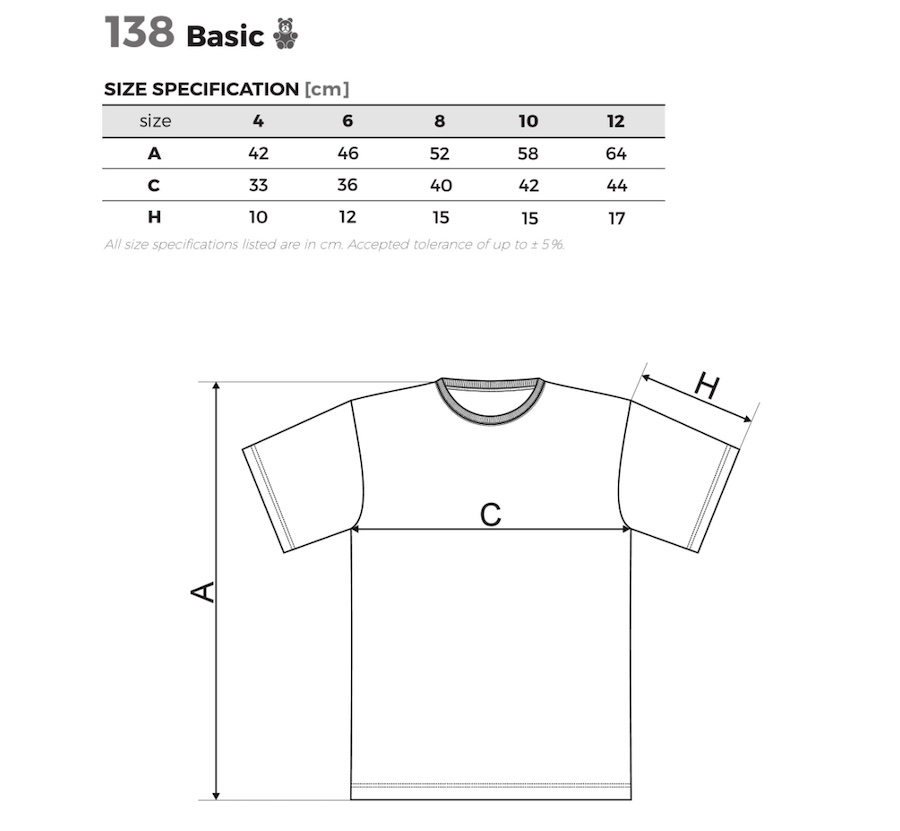 138 Basic
SIZE SPECIFICATION [cm]
size 4 6 8 10 12
A 42 46 52 58 64
C 33 36 40 42 44
H 10 12 15 15 17
All size specifications listed are in cm. Accepted tolerance of up to ± 5%.
H
C
A